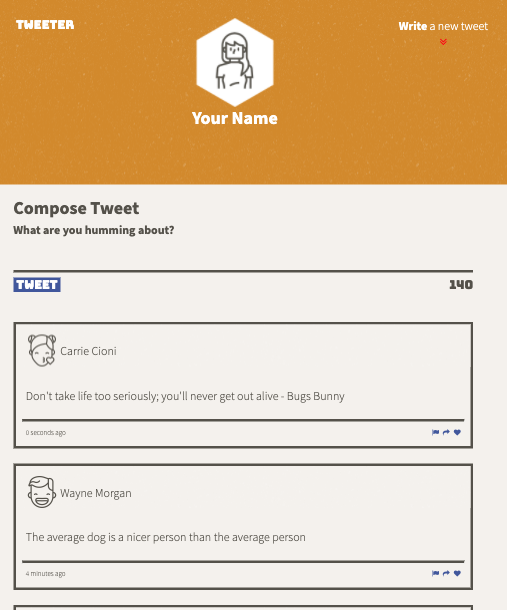 TWEETER
Write a new tweet
Your Name
Compose Tweet
What are you humming about?
TWEET 140
Carrie Cioni
Don't take life too seriously; you'll never get out alive - Bugs Bunny
0 seconds ago
Wayne Morgan
The average dog is a nicer person than the average person
4 minutes ago